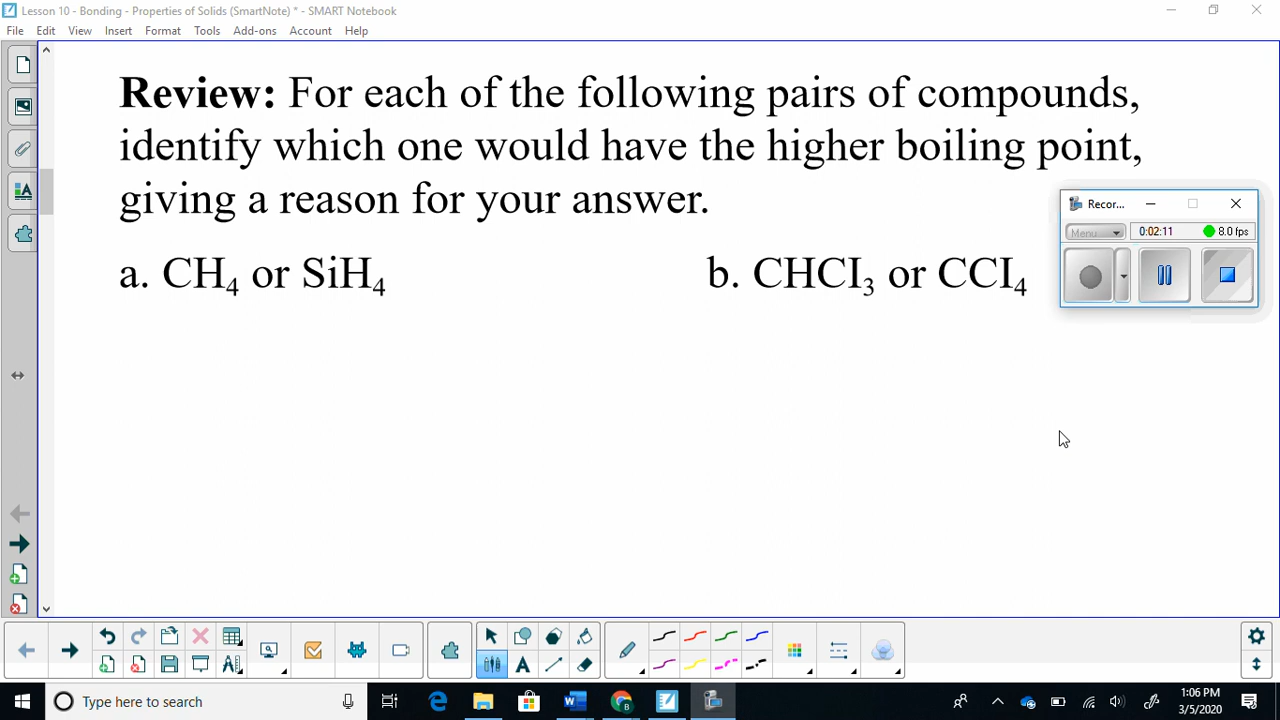 Lesson 10 - Bonding - Properties of Solids (SmartNote) * - SMART Notebook
File Edit View Insert Format Tools Add-ons Account Help
Review: For each of the following pairs of compounds,
identify which one would have the higher boiling point,
giving a reason for your answer.
a. CH₄ or SiH₄
b. CHCI₃ or CCI₄
Recor...
Menu
0:02:11
8.0 fps
Type here to search
1:06 PM
3/5/2020